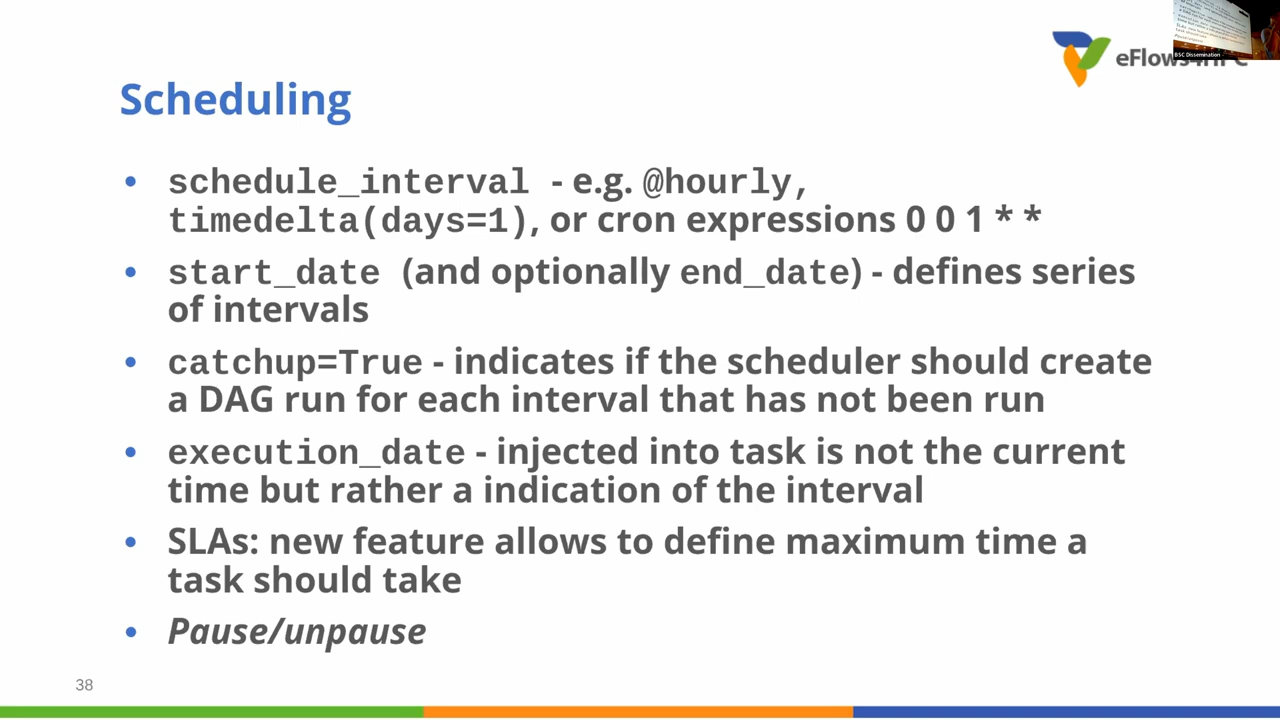 Scheduling
• schedule_interval - e.g. @hourly,
timedelta(days=1), or cron expressions 0 0 1 * *
• start_date (and optionally end_date) - defines series
of intervals
• catchup=True - indicates if the scheduler should create
a DAG run for each interval that has not been run
• execution_date - injected into task is not the current
time but rather a indication of the interval
• SLAs: new feature allows to define maximum time a
task should take
• Pause/unpause
38
BSC Dissemination